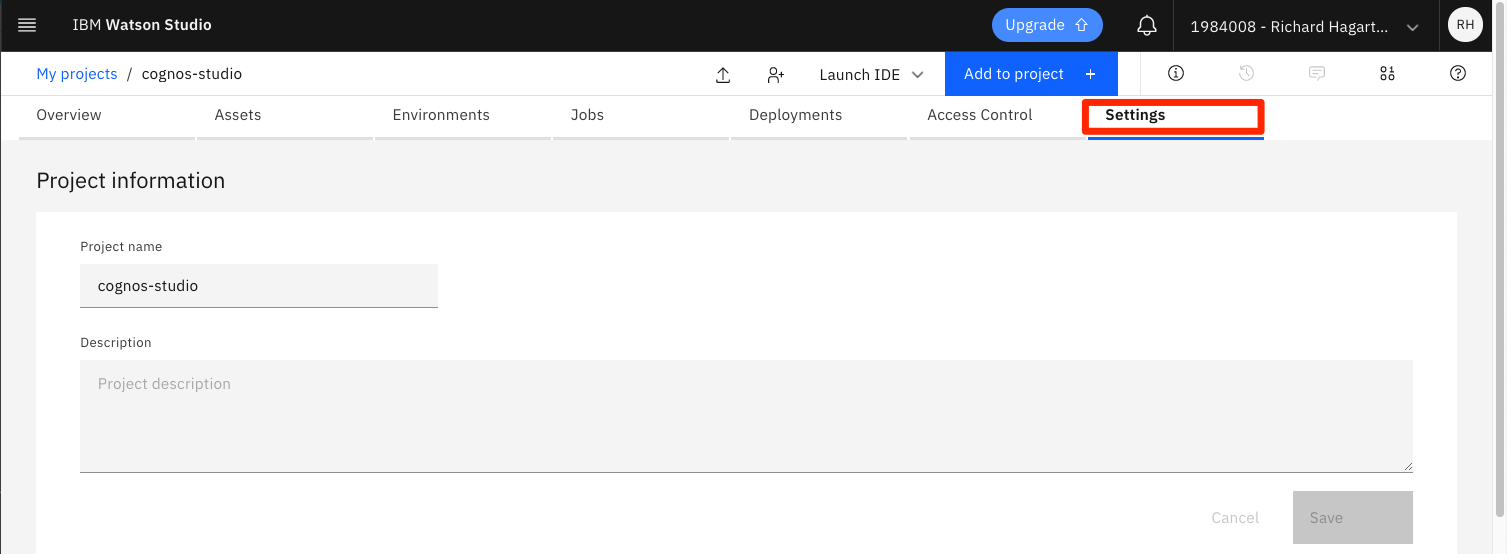 IBM Watson Studio
Upgrade
1984008 - Richard Hagart...
RH
My projects / cognos-studio
Launch IDE
Add to project +
Overview
Assets
Environments
Jobs
Deployments
Access Control
Settings
Project information
Project name
cognos-studio
Description
Project description
Cancel
Save